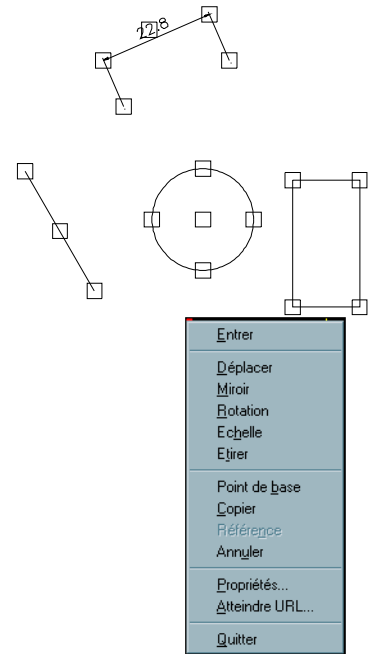 22.8
Entrer
Déplacer
Miroir
Rotation
Echelle
Etirer
Point de base
Copier
Référence
Annuler
Propriétés...
Atteindre URL...
Quitter